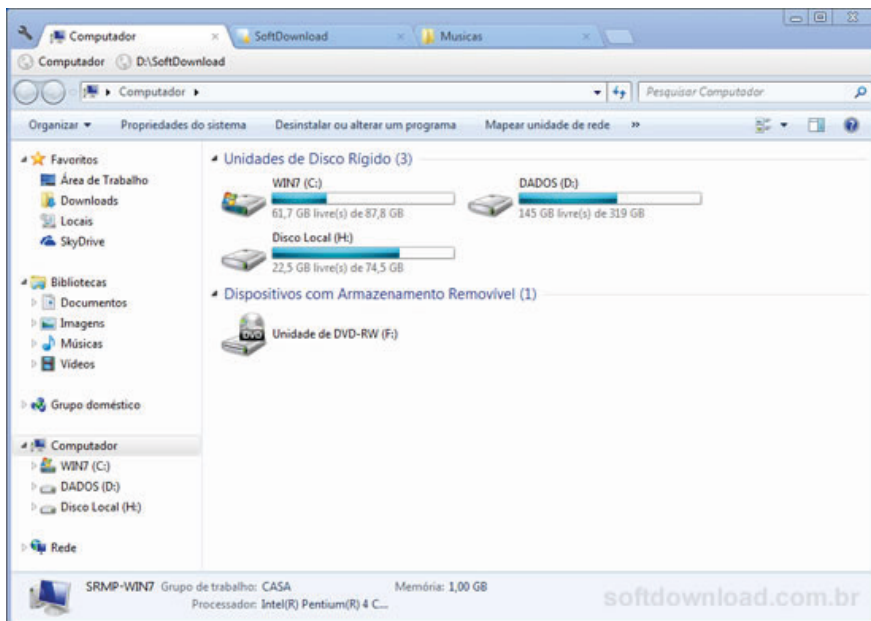 Computador
SoftDownload
Musicas
Computador D:\SoftDownload
Computador
Pesquisar Computador
Organizar Propriedades do sistema Desinstalar ou alterar um programa Mapear unidade de rede »
Favoritos
Área de Trabalho
Downloads
Locais
SkyDrive
Bibliotecas
Documentos
Imagens
Músicas
Vídeos
Grupo doméstico
Computador
WIN7 (C:)
DADOS (D:)
Disco Local (H:)
Rede
Unidades de Disco Rígido (3)
WIN7 (C:)
61,7 GB livre(s) de 87,8 GB
DADOS (D:)
145 GB livre(s) de 319 GB
Disco Local (H:)
22,5 GB livre(s) de 74,5 GB
Dispositivos com Armazenamento Removível (1)
DVD
Unidade de DVD-RW (F:)
SRMP-WIN7 Grupo de trabalho: CASA Memória: 1,00 GB
Processador: Intel(R) Pentium(R) 4 C...
softdownload.com.br